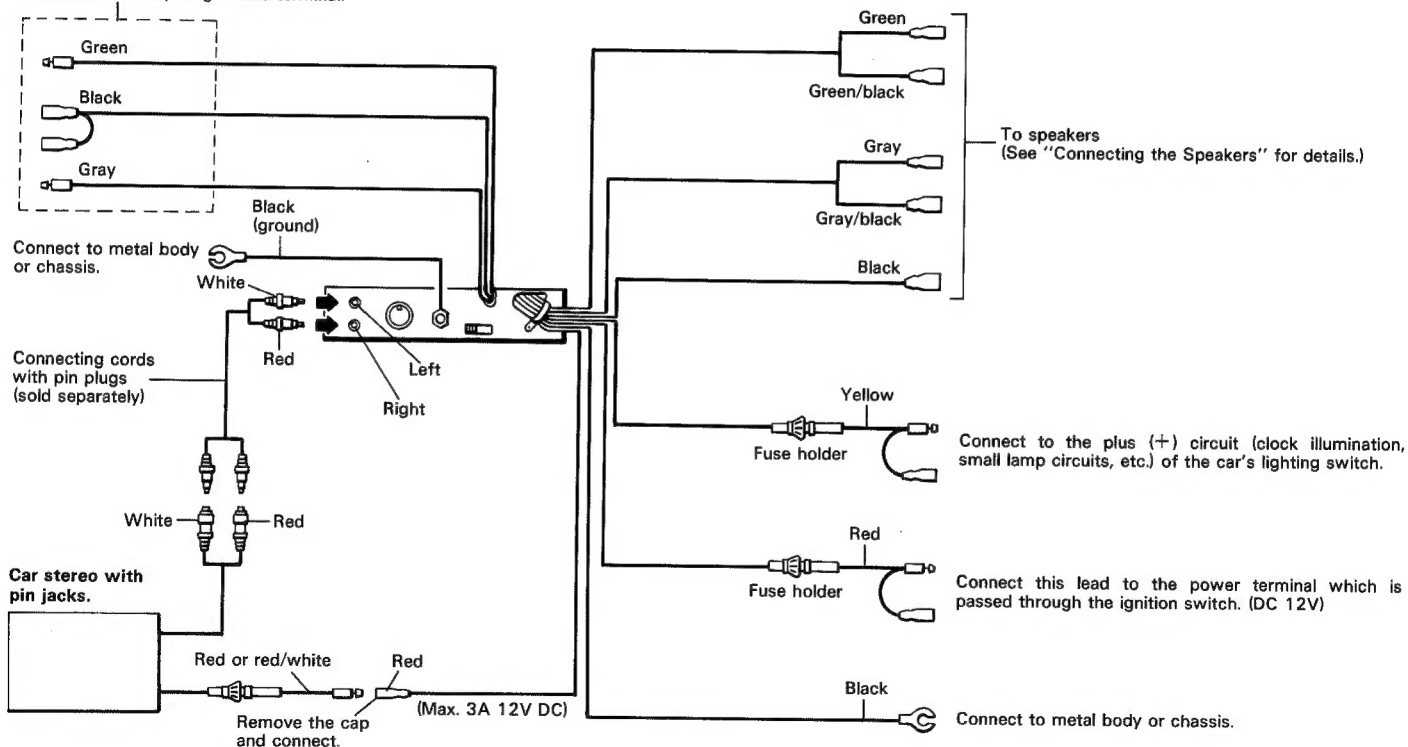 Green
Black
Gray
Black
(ground)
Connect to metal body
or chassis.
White
Red
Left
Right
Connecting cords
with pin plugs
(sold separately)
White
Red
Car stereo with
pin jacks.
Red or red/white
Red
(Max. 3A 12V DC)
Remove the cap
and connect.
Green
Green/black
Gray
Gray/black
Black
To speakers
(See "Connecting the Speakers" for details.)
Yellow
Fuse holder
Connect to the plus (+) circuit (clock illumination,
small lamp circuits, etc.) of the car's lighting switch.
Red
Fuse holder
Connect this lead to the power terminal which is
passed through the ignition switch. (DC 12V)
Black
Connect to metal body or chassis.